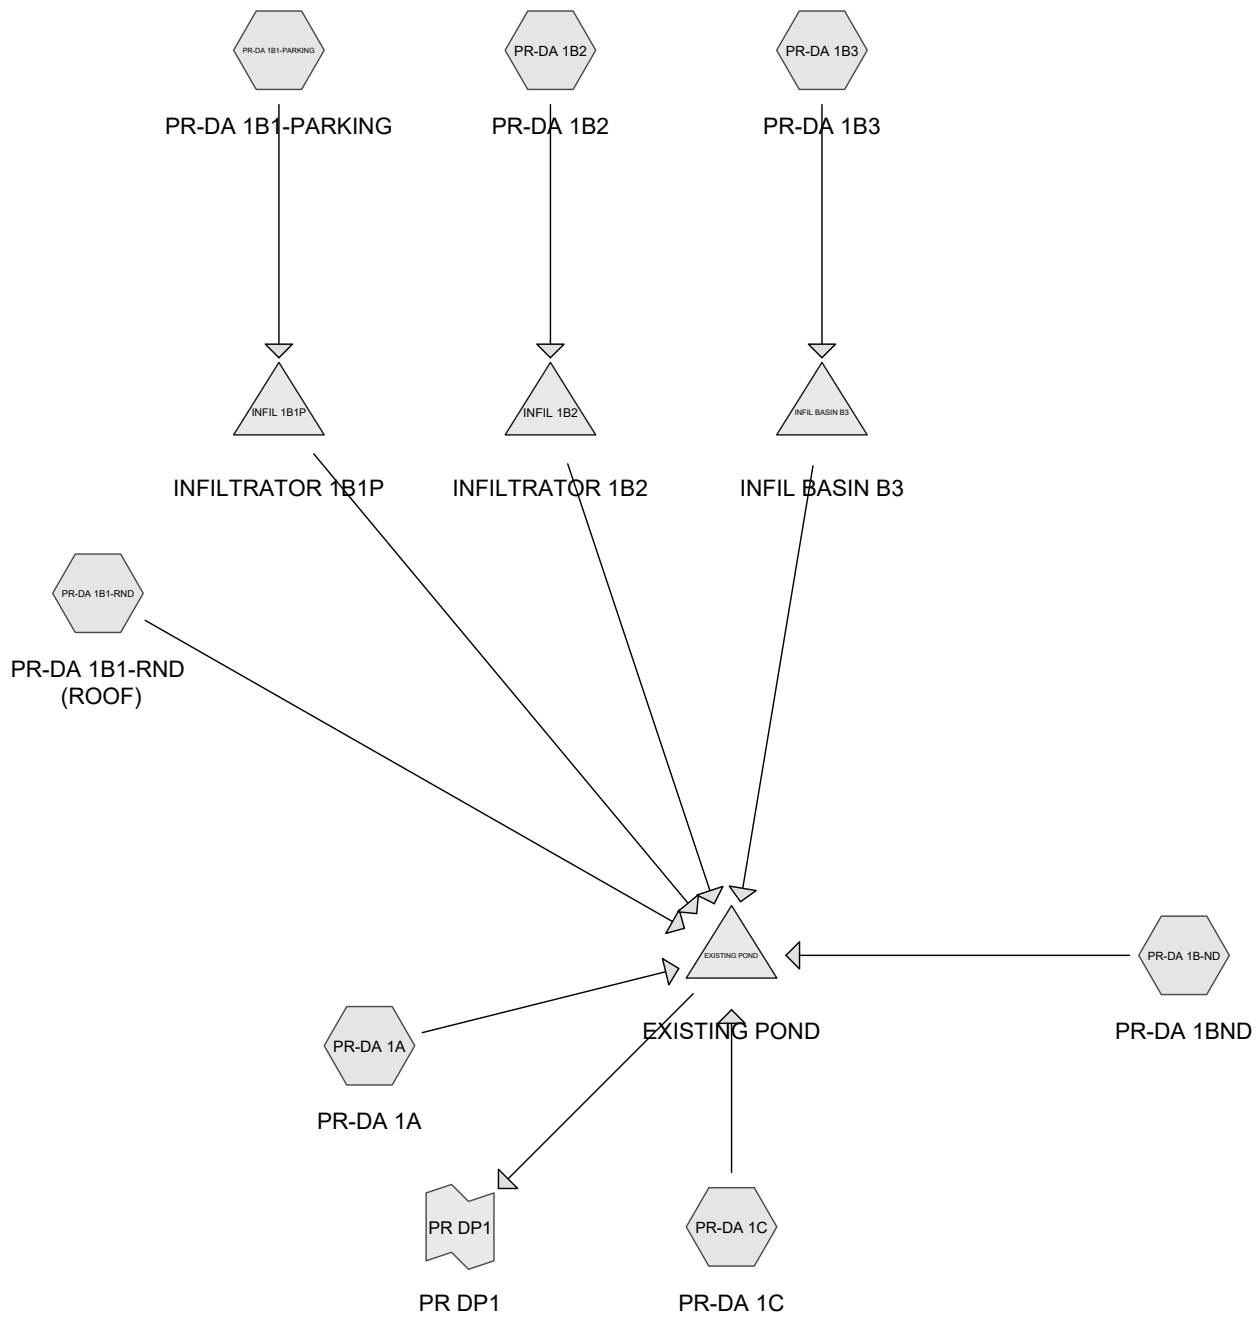 PR-DA 1B1-PARKING
PR-DA 1B2
PR-DA 1B3
PR-DA 1B1-PARKING
PR-DA 1B2
PR-DA 1B3
INFIL 1B1P
INFIL 1B2
INFIL BASIN B3
INFILTRATOR 1B1P
INFILTRATOR 1B2
INFIL BASIN B3
PR-DA 1B1-RND
PR-DA 1B1-RND
(ROOF)
EXISTING POND
PR-DA 1B-ND
EXISTING POND
PR-DA 1BND
PR-DA 1A
PR-DA 1A
PR DP1
PR-DA 1C
PR DP1
PR-DA 1C